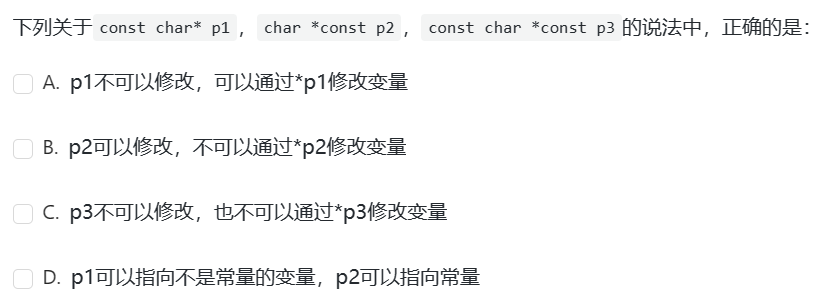 下列关于 const char* p1, char *const p2, const char *const p3 的说法中，正确的是：
A. p1不可以修改，可以通过*p1修改变量
B. p2可以修改，不可以通过*p2修改变量
C. p3不可以修改，也不可以通过*p3修改变量
D. p1可以指向不是常量的变量，p2可以指向常量